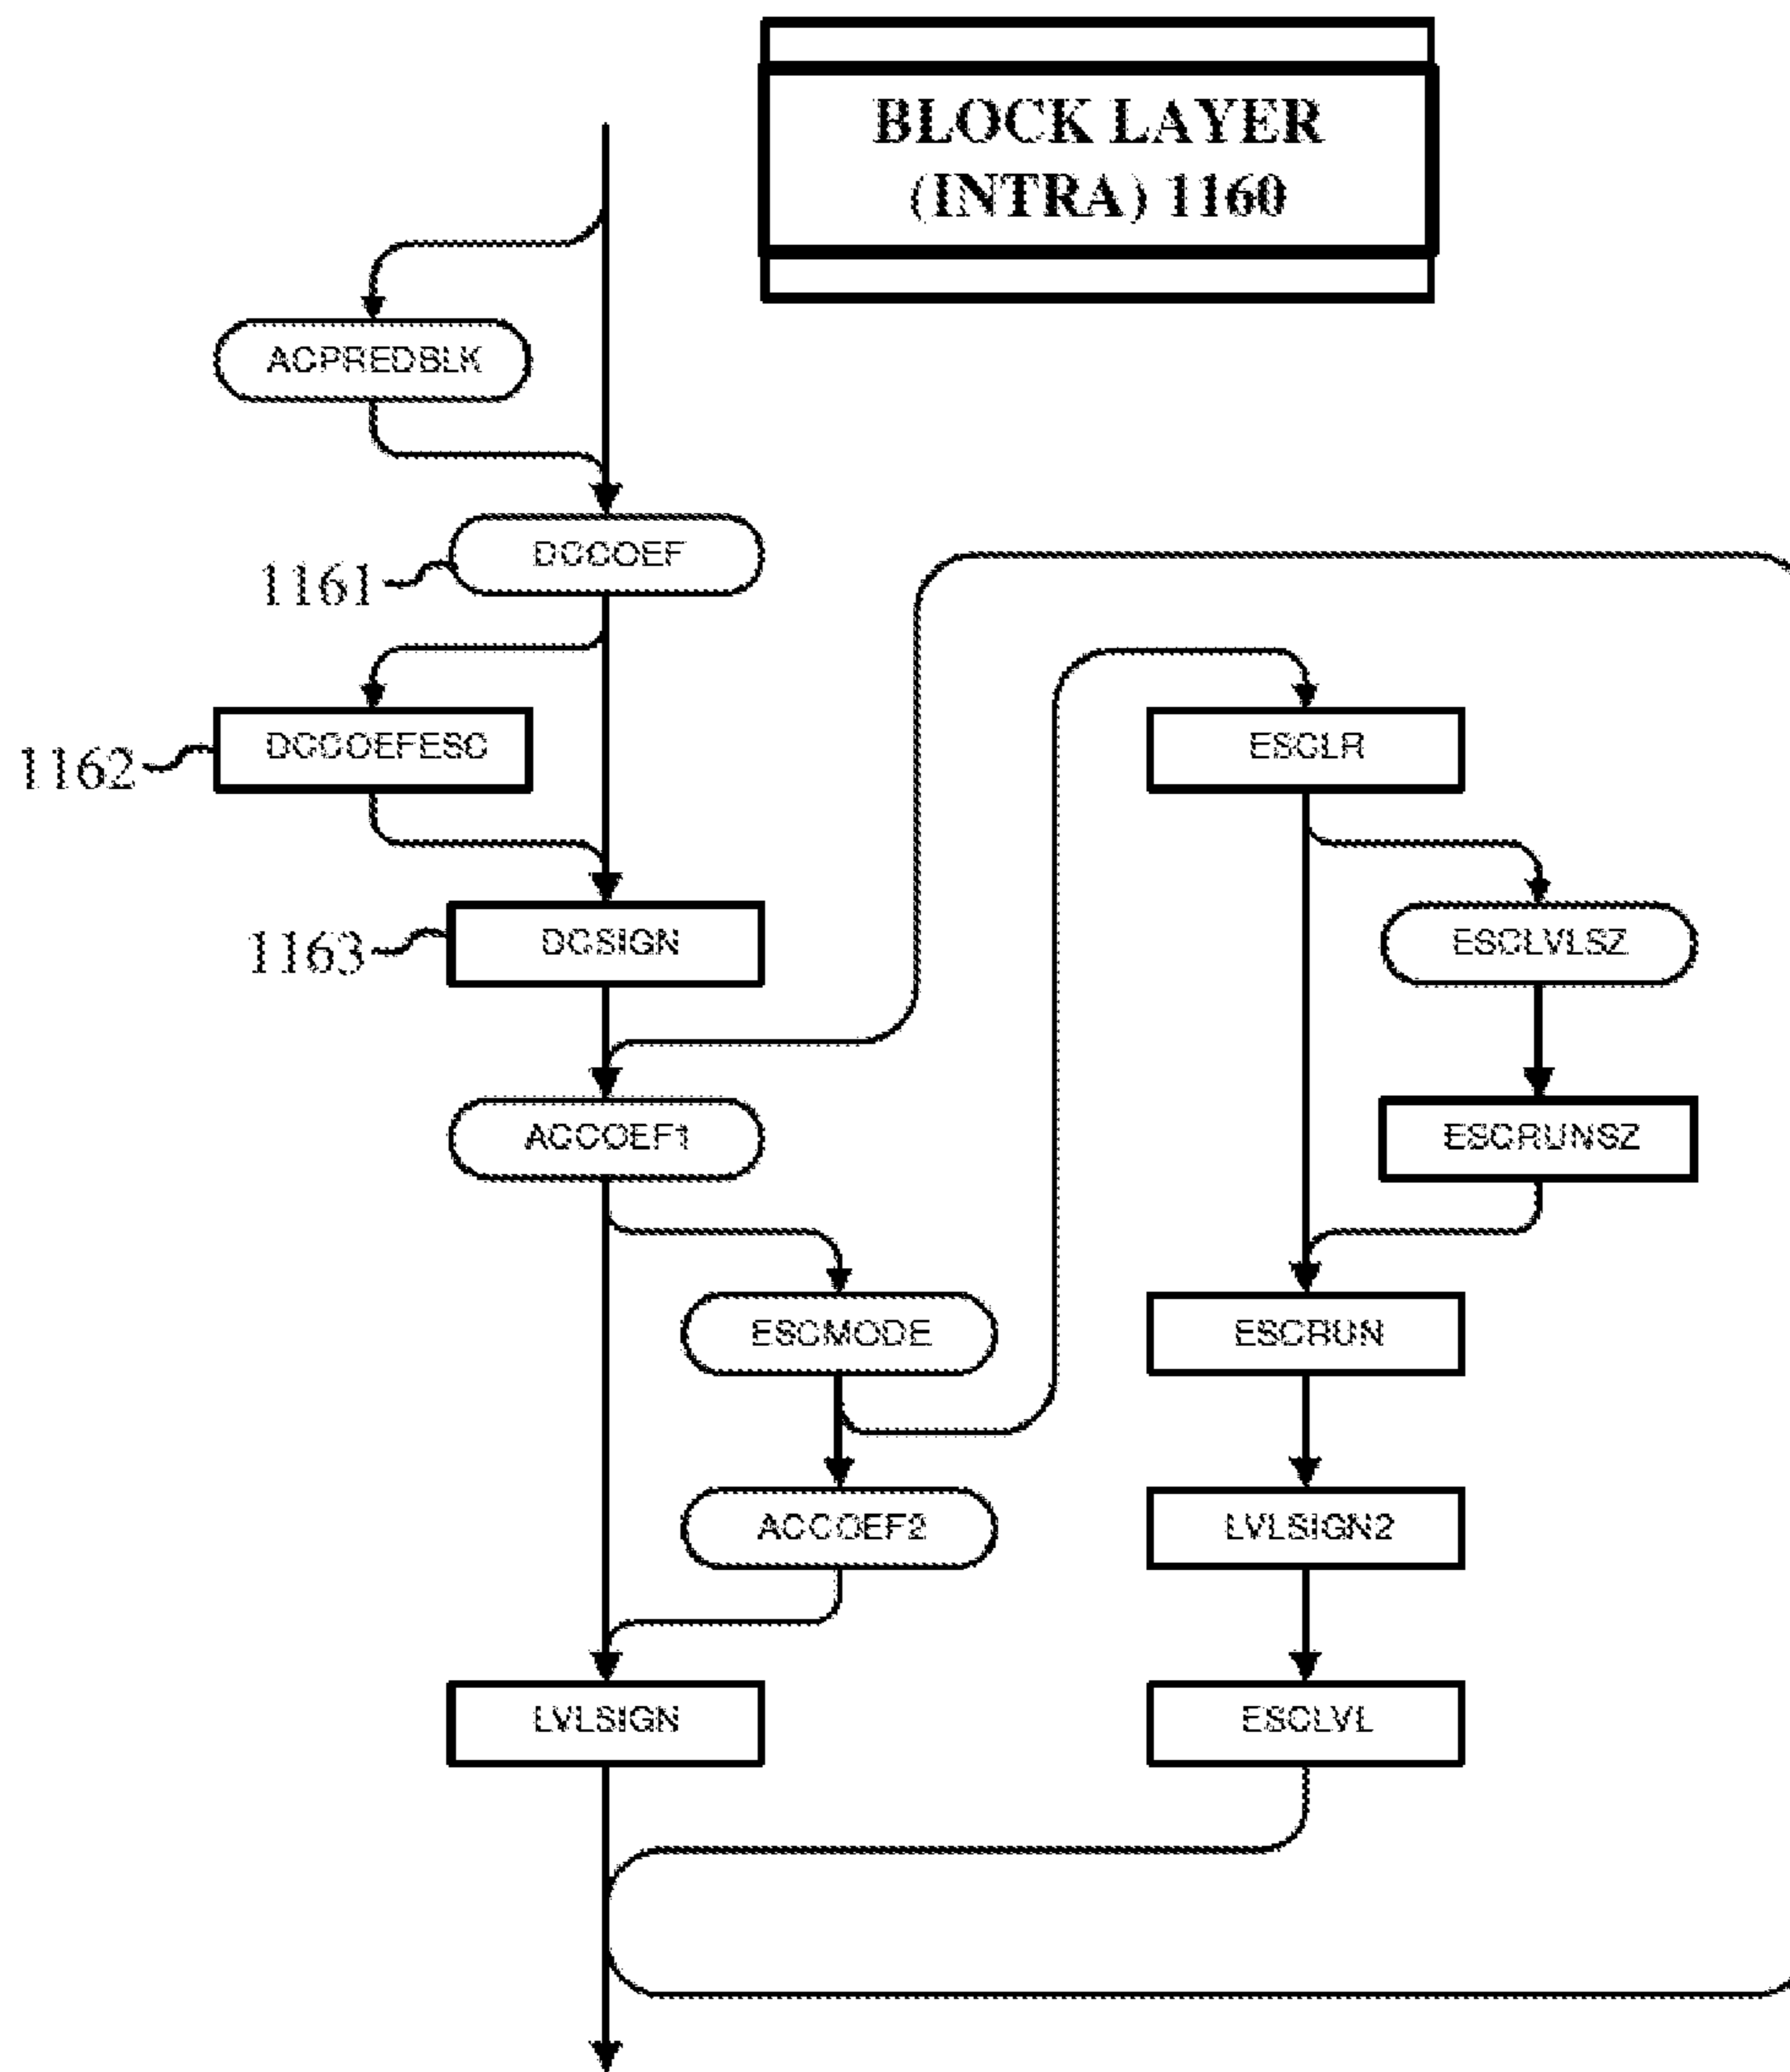 BLOCK LAYER
(INTRA) 1160
ACPREDBLK
DCCOEF
1161
ESCLR
DCCOEFESC
1162
ESCLVLSZ
DCSIGN
1163
ACCOEF1
ESCRUNSZ
ESCMODE
ESCRUN
ACCOEF2
LVLSIGN2
LVLSIGN
ESCLVL